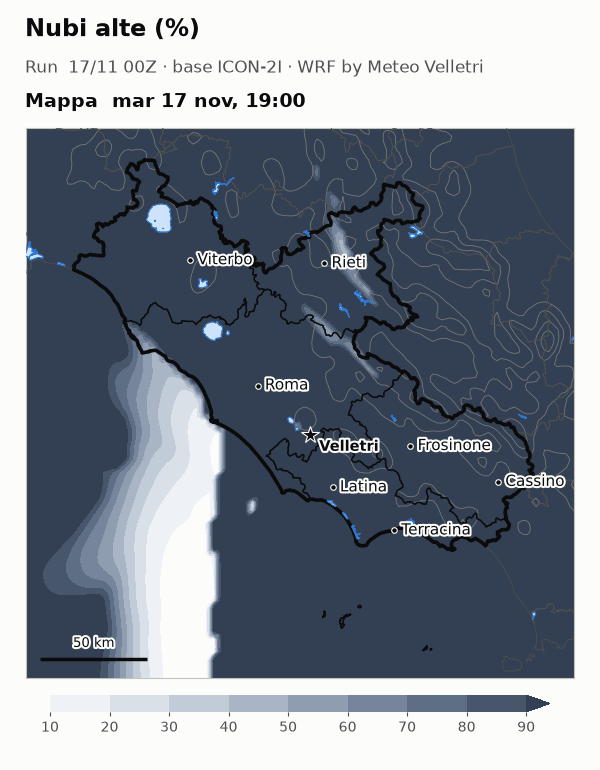 Nubi alte (%)
Run  17/11 00Z · base ICON-2I · WRF by Meteo Velletri
Mappa  mar 17 nov, 19:00
Viterbo
Rieti
Roma
Velletri
Frosinone
Cassino
Latina
Terracina
50 km
10 20 30 40 50 60 70 80 90